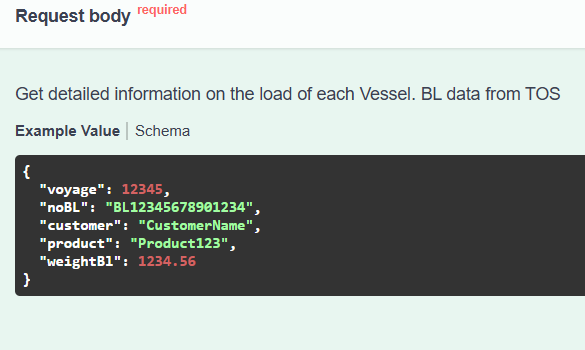 Request body required
Get detailed information on the load of each Vessel. BL data from TOS
Example Value | Schema
{
  "voyage": 12345,
  "noBL": "BL12345678901234",
  "customer": "CustomerName",
  "product": "Product123",
  "weightBl": 1234.56
}